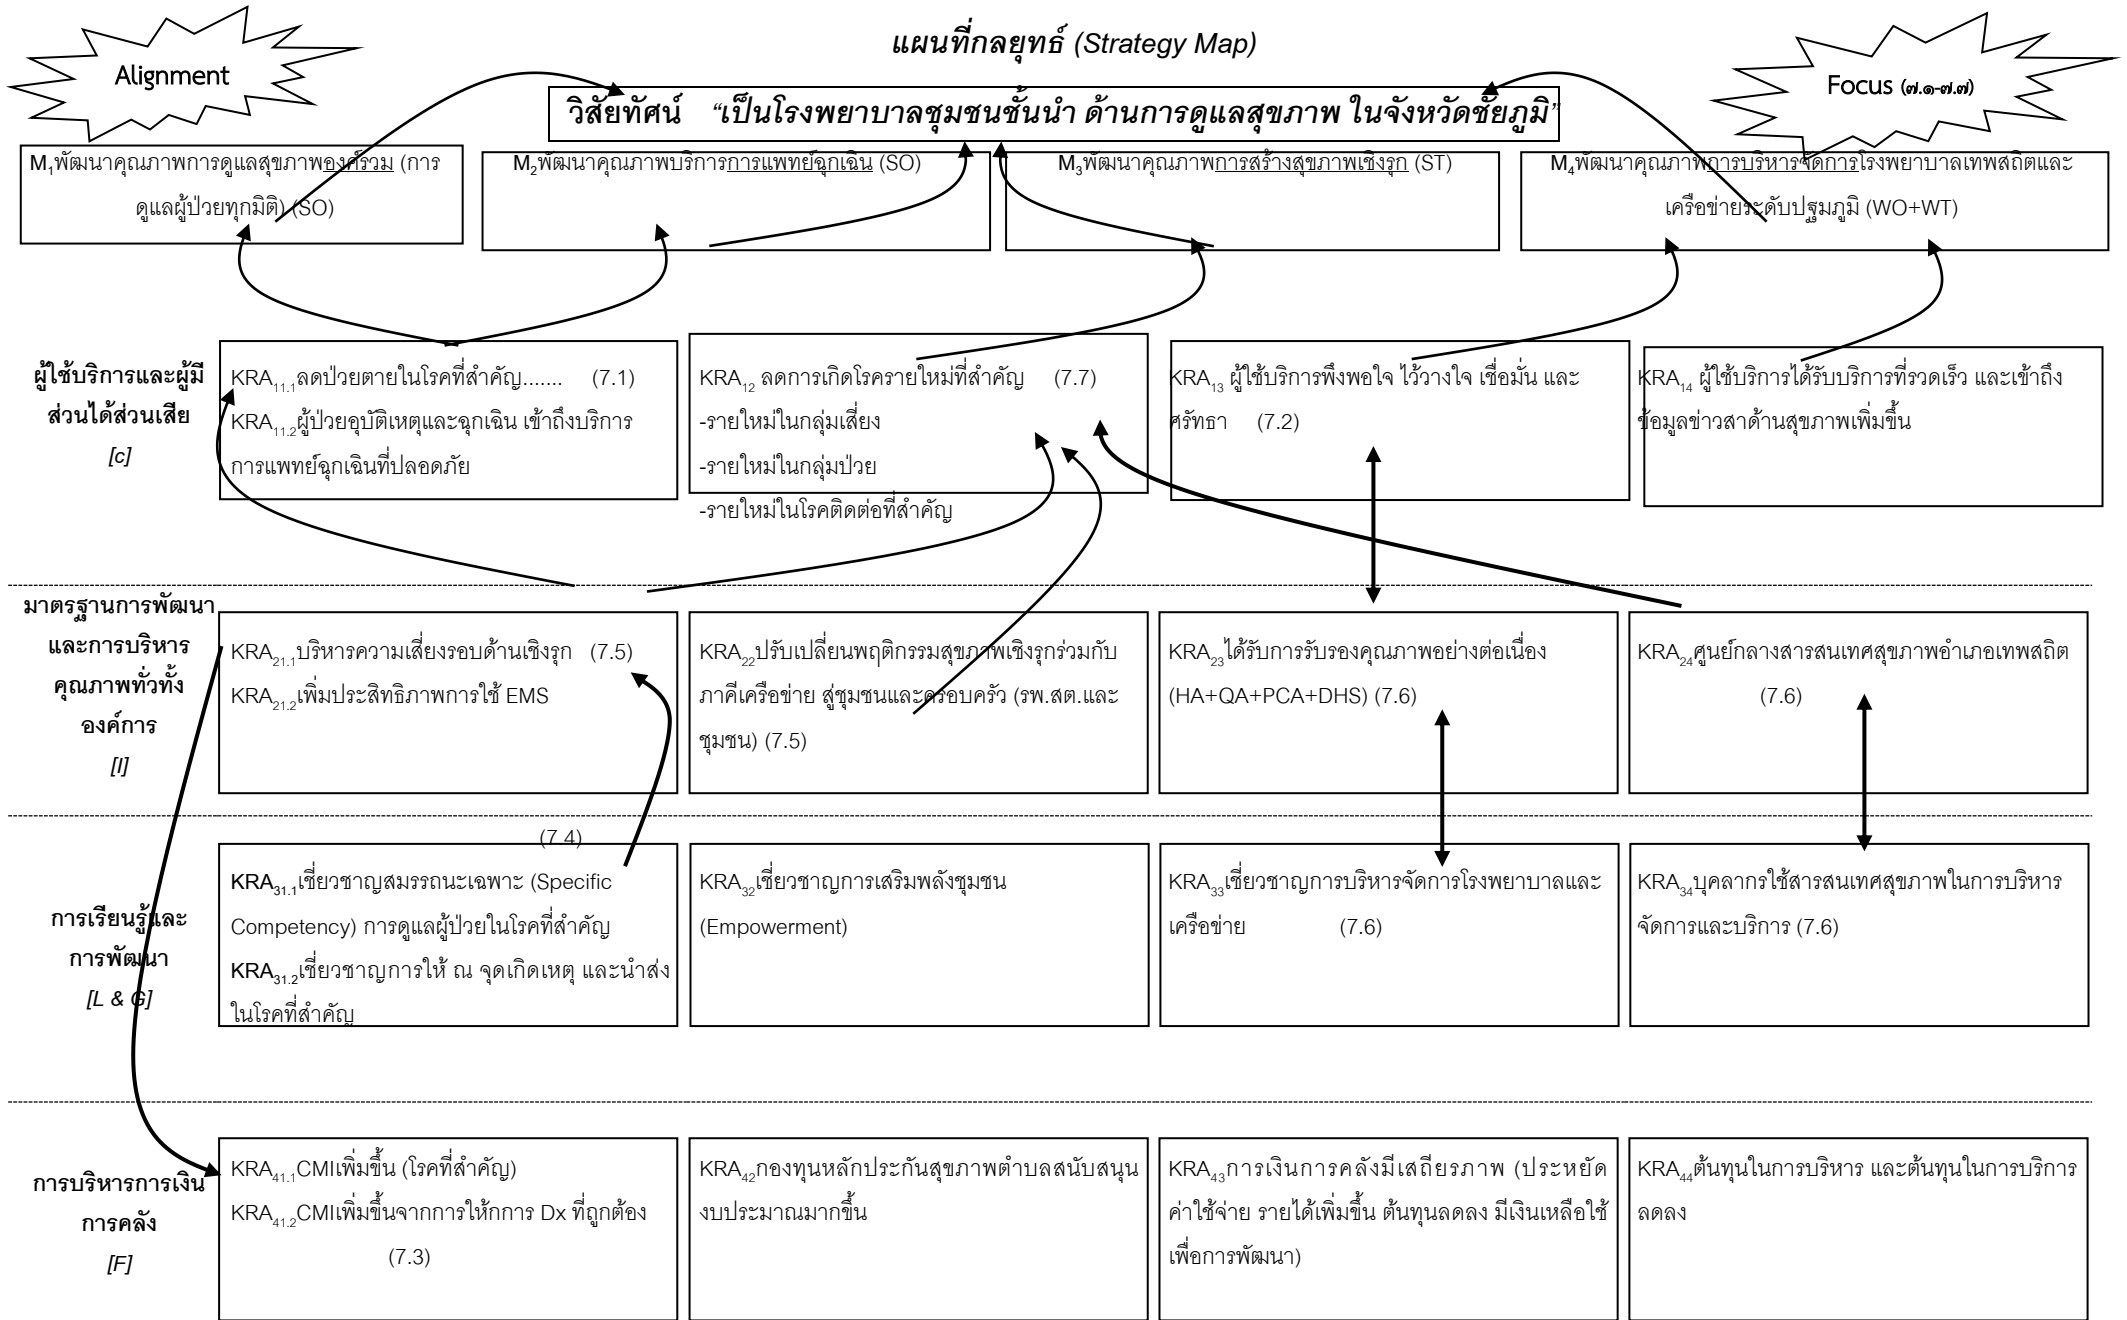 แผนที่กลยุทธ์ (Strategy Map)
Alignment
Focus (๗.๑-๗.๗)
วิสัยทัศน์ “เป็นโรงพยาบาลชุมชนชั้นนำ ด้านการดูแลสุขภาพ ในจังหวัดชัยภูมิ”
M1พัฒนาคุณภาพการดูแลสุขภาพองค์รวม (การ
ดูแลผู้ป่วยทุกมิติ) (SO)
M2พัฒนาคุณภาพบริการการแพทย์ฉุกเฉิน (SO)
M3พัฒนาคุณภาพการสร้างสุขภาพเชิงรุก (ST)
M4พัฒนาคุณภาพการบริหารจัดการโรงพยาบาลเทพสถิตและ
เครือข่ายระดับปฐมภูมิ (WO+WT)
ผู้ใช้บริการและผู้มี
ส่วนได้ส่วนเสีย
[c]
KRA11.1ลดป่วยตายในโรคที่สำคัญ....... (7.1)
KRA11.2ผู้ป่วยอุบัติเหตุและฉุกเฉิน เข้าถึงบริการ
การแพทย์ฉุกเฉินที่ปลอดภัย
KRA12 ลดการเกิดโรครายใหม่ที่สำคัญ (7.7)
-รายใหม่ในกลุ่มเสี่ยง
-รายใหม่ในกลุ่มป่วย
-รายใหม่ในโรคติดต่อที่สำคัญ
KRA13 ผู้ใช้บริการพึงพอใจ ไว้วางใจ เชื่อมั่น และ
ศรัทธา (7.2)
KRA14 ผู้ใช้บริการได้รับบริการที่รวดเร็ว และเข้าถึง
ข้อมูลข่าวสาด้านสุขภาพเพิ่มขึ้น
มาตรฐานการพัฒนา
และการบริหาร
คุณภาพทั่วทั้ง
องค์การ
[I]
KRA21.1บริหารความเสี่ยงรอบด้านเชิงรุก (7.5)
KRA21.2เพิ่มประสิทธิภาพการใช้ EMS
KRA22ปรับเปลี่ยนพฤติกรรมสุขภาพเชิงรุกร่วมกับ
ภาคีเครือข่าย สู่ชุมชนและครอบครัว (รพ.สต.และ
ชุมชน) (7.5)
KRA23ได้รับการรับรองคุณภาพอย่างต่อเนื่อง
(HA+QA+PCA+DHS) (7.6)
KRA24ศูนย์กลางสารสนเทศสุขภาพอำเภอเทพสถิต
(7.6)
การเรียนรู้และ
การพัฒนา
[L & G]
(7.4)
KRA31.1เชี่ยวชาญสมรรถนะเฉพาะ (Specific
Competency) การดูแลผู้ป่วยในโรคที่สำคัญ
KRA31.2เชี่ยวชาญการให้ ณ จุดเกิดเหตุ และนำส่ง
ในโรคที่สำคัญ
KRA32เชี่ยวชาญการเสริมพลังชุมชน
(Empowerment)
KRA33เชี่ยวชาญการบริหารจัดการโรงพยาบาลและ
เครือข่าย (7.6)
KRA34บุคลากรใช้สารสนเทศสุขภาพในการบริหาร
จัดการและบริการ (7.6)
การบริหารการเงิน
การคลัง
[F]
KRA41.1CMIเพิ่มขึ้น (โรคที่สำคัญ)
KRA41.2CMIเพิ่มขึ้นจากการให้กการ Dx ที่ถูกต้อง
(7.3)
KRA42กองทุนหลักประกันสุขภาพตำบลสนับสนุน
งบประมาณมากขึ้น
KRA43การเงินการคลังมีเสถียรภาพ (ประหยัด
ค่าใช้จ่าย รายได้เพิ่มขึ้น ต้นทุนลดลง มีเงินเหลือใช้
เพื่อการพัฒนา)
KRA44ต้นทุนในการบริหาร และต้นทุนในการบริการ
ลดลง